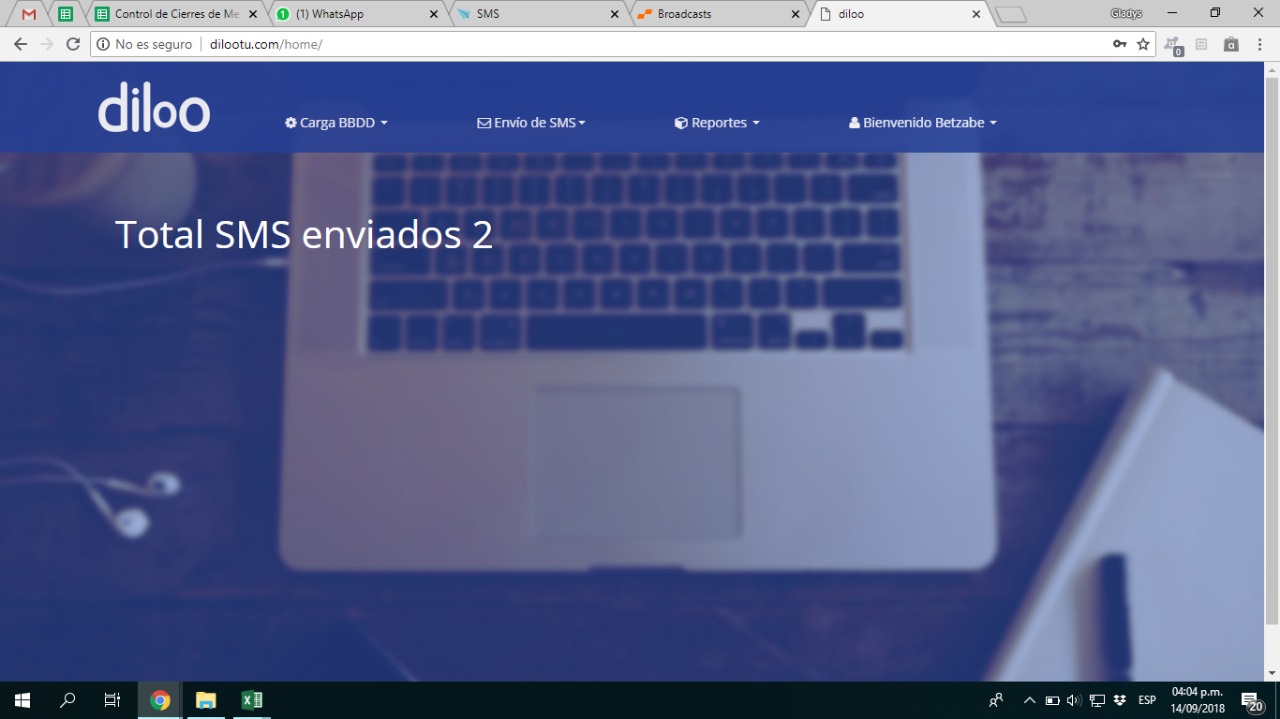 Control de Cierres de Me
(1) WhatsApp
SMS
Broadcasts
diloo
Gladys
No es seguro
dilootu.com/home/
0
diloo
Carga BBDD
Envío de SMS
Reportes
Bienvenido Betzabe
Total SMS enviados 2
ESP
04:04 p.m.
14/09/2018
20